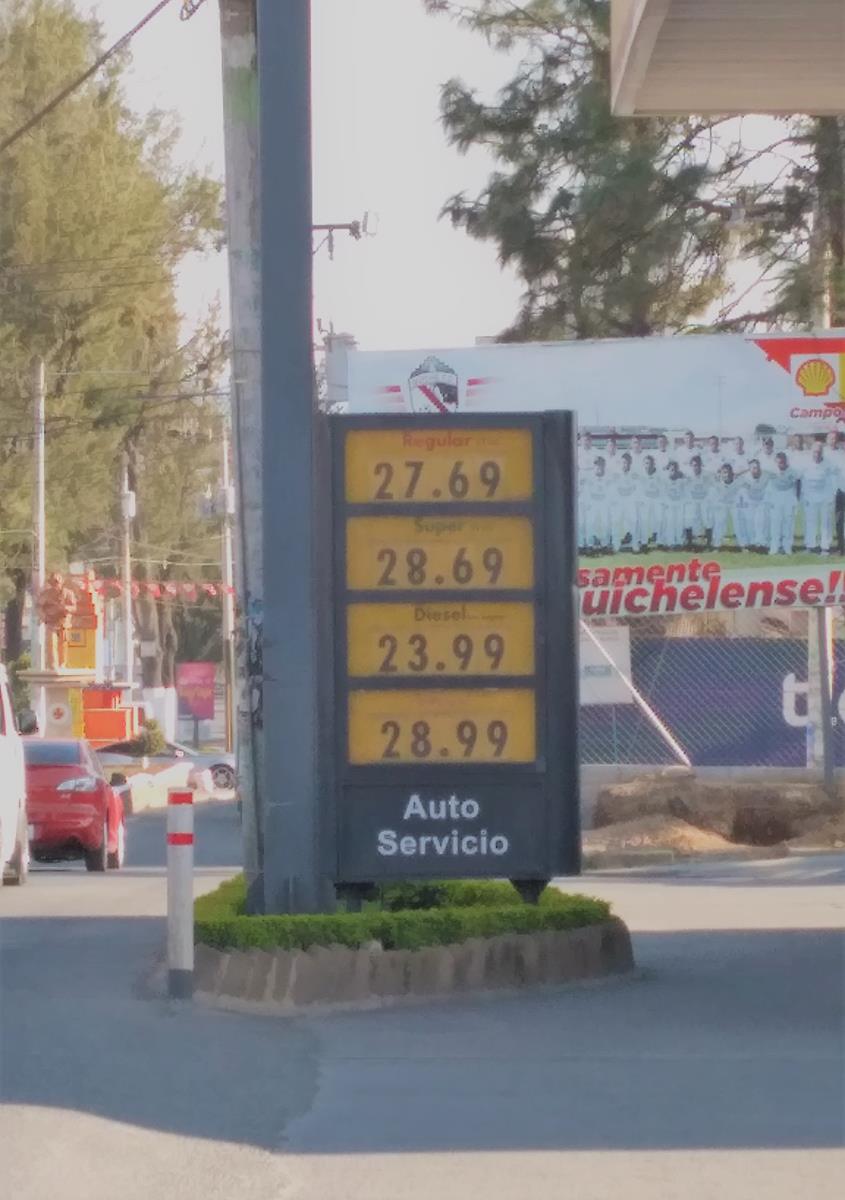 Regular
27.69
Super
28.69
Diesel
23.99
28.99
Auto
Servicio
Campo
samente
uichelense!!